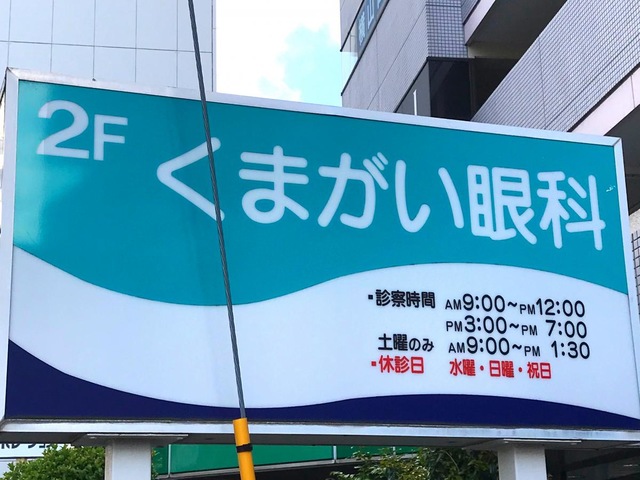 2F
くまがい眼科
・診察時間 AM9:00～PM12:00
PM3:00～PM 7:00
土曜のみ AM9:00～PM 1:30
・休診日 水曜・日曜・祝日